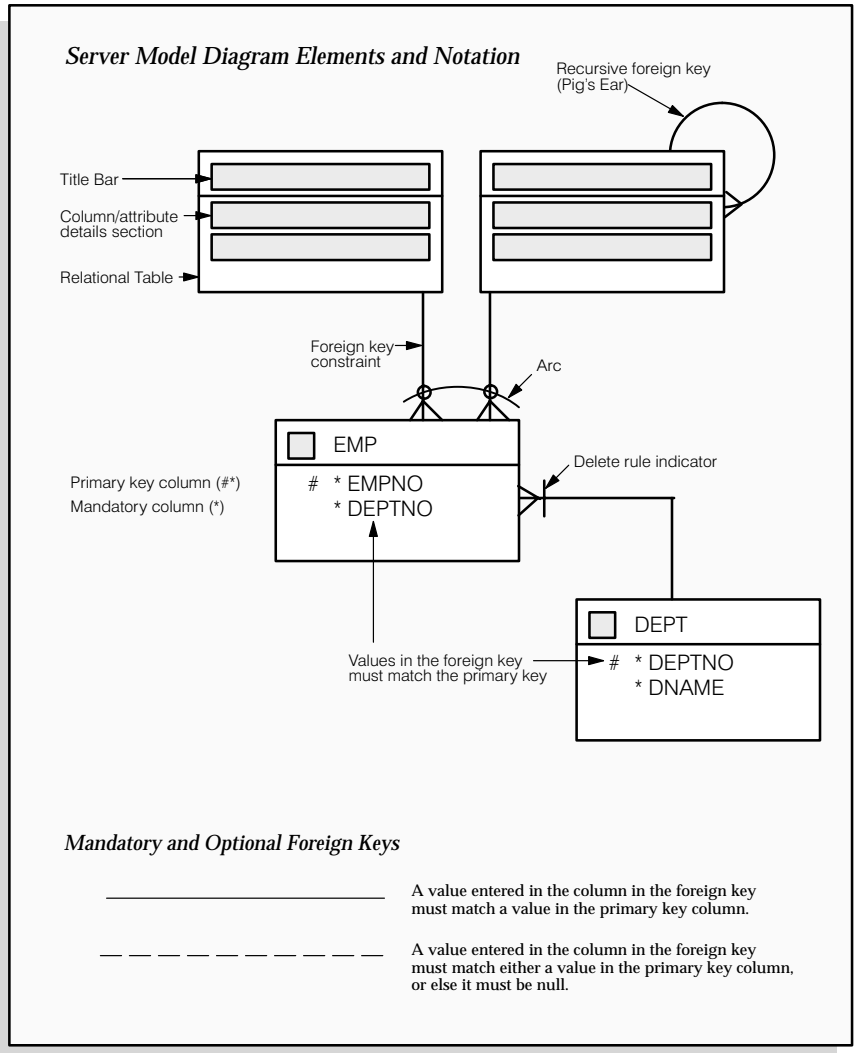 Server Model Diagram Elements and Notation
Recursive foreign key
(Pig's Ear)
Title Bar
Column/attribute
details section
Relational Table
Foreign key
constraint
Arc
EMP
Delete rule indicator
Primary key column (#*)
# * EMPNO
Mandatory column (*)
* DEPTNO
DEPT
Values in the foreign key
must match the primary key
# * DEPTNO
* DNAME
Mandatory and Optional Foreign Keys
A value entered in the column in the foreign key
must match a value in the primary key column.
A value entered in the column in the foreign key
must match either a value in the primary key column,
or else it must be null.